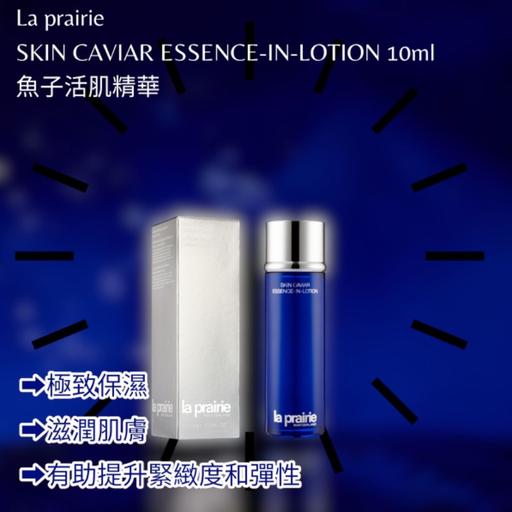 La prairie
SKIN CAVIAR ESSENCE-IN-LOTION 10ml
魚子活肌精華
SKIN CAVIAR
ESSENCE-IN-LOTION
la prairie
SWITZERLAND
la prairie
SWITZERLAND
➡極致保濕
➡滋潤肌膚
➡有助提升緊緻度和彈性